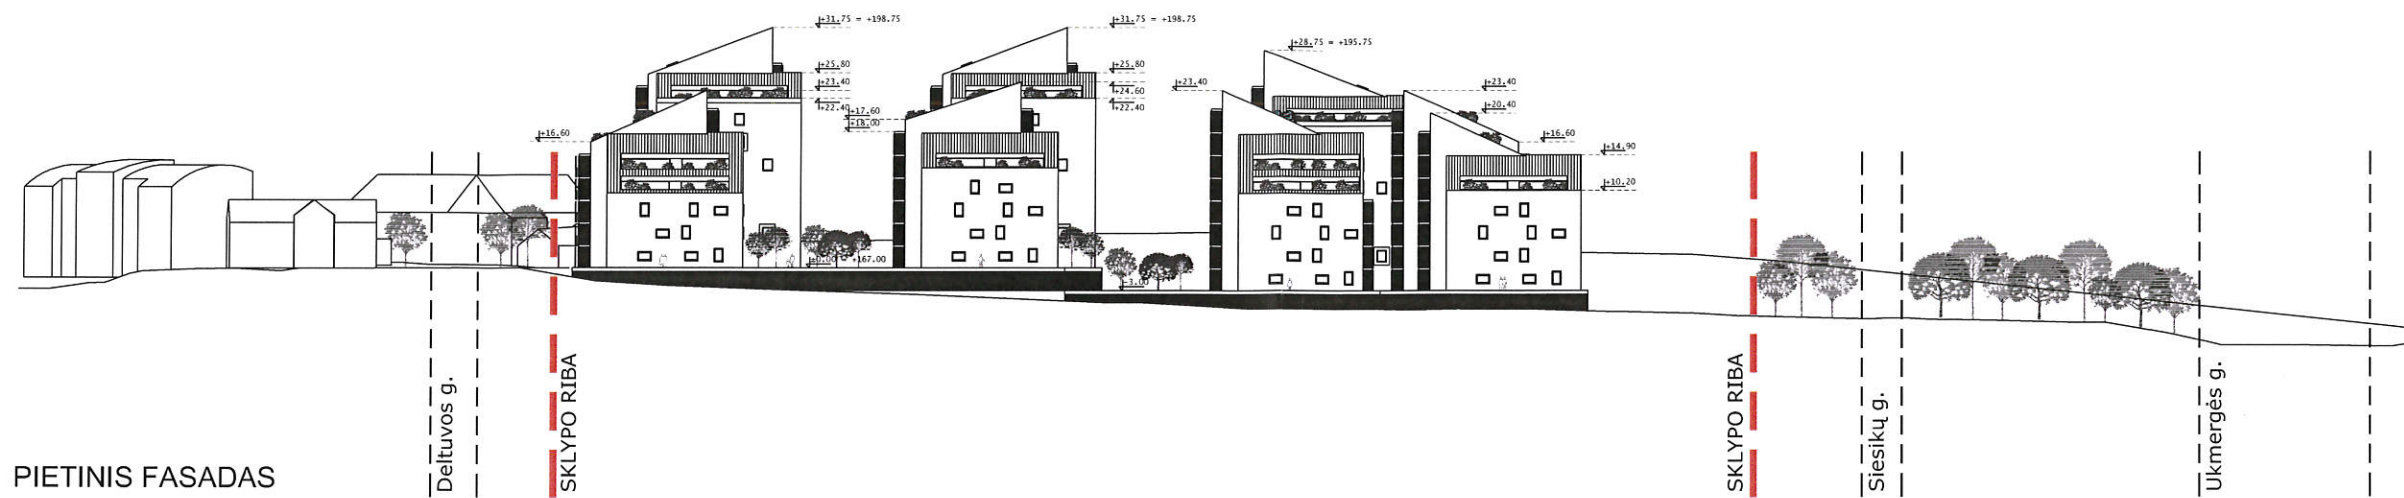 +31.75 = +198.75
+25.80
+23.40
+22.40
+16.60
+17.60
+18.00
±0.00 = +167.00
+31.75 = +198.75
+25.80
+24.60
+22.40
-3.00
+28.75 = +195.75
+23.40
+23.40
+20.40
+16.60
+14.90
+10.20
Deltuvos g.
SKLYPO RIBA
SKLYPO RIBA
Siesikų g.
Ukmergės g.
PIETINIS FASADAS